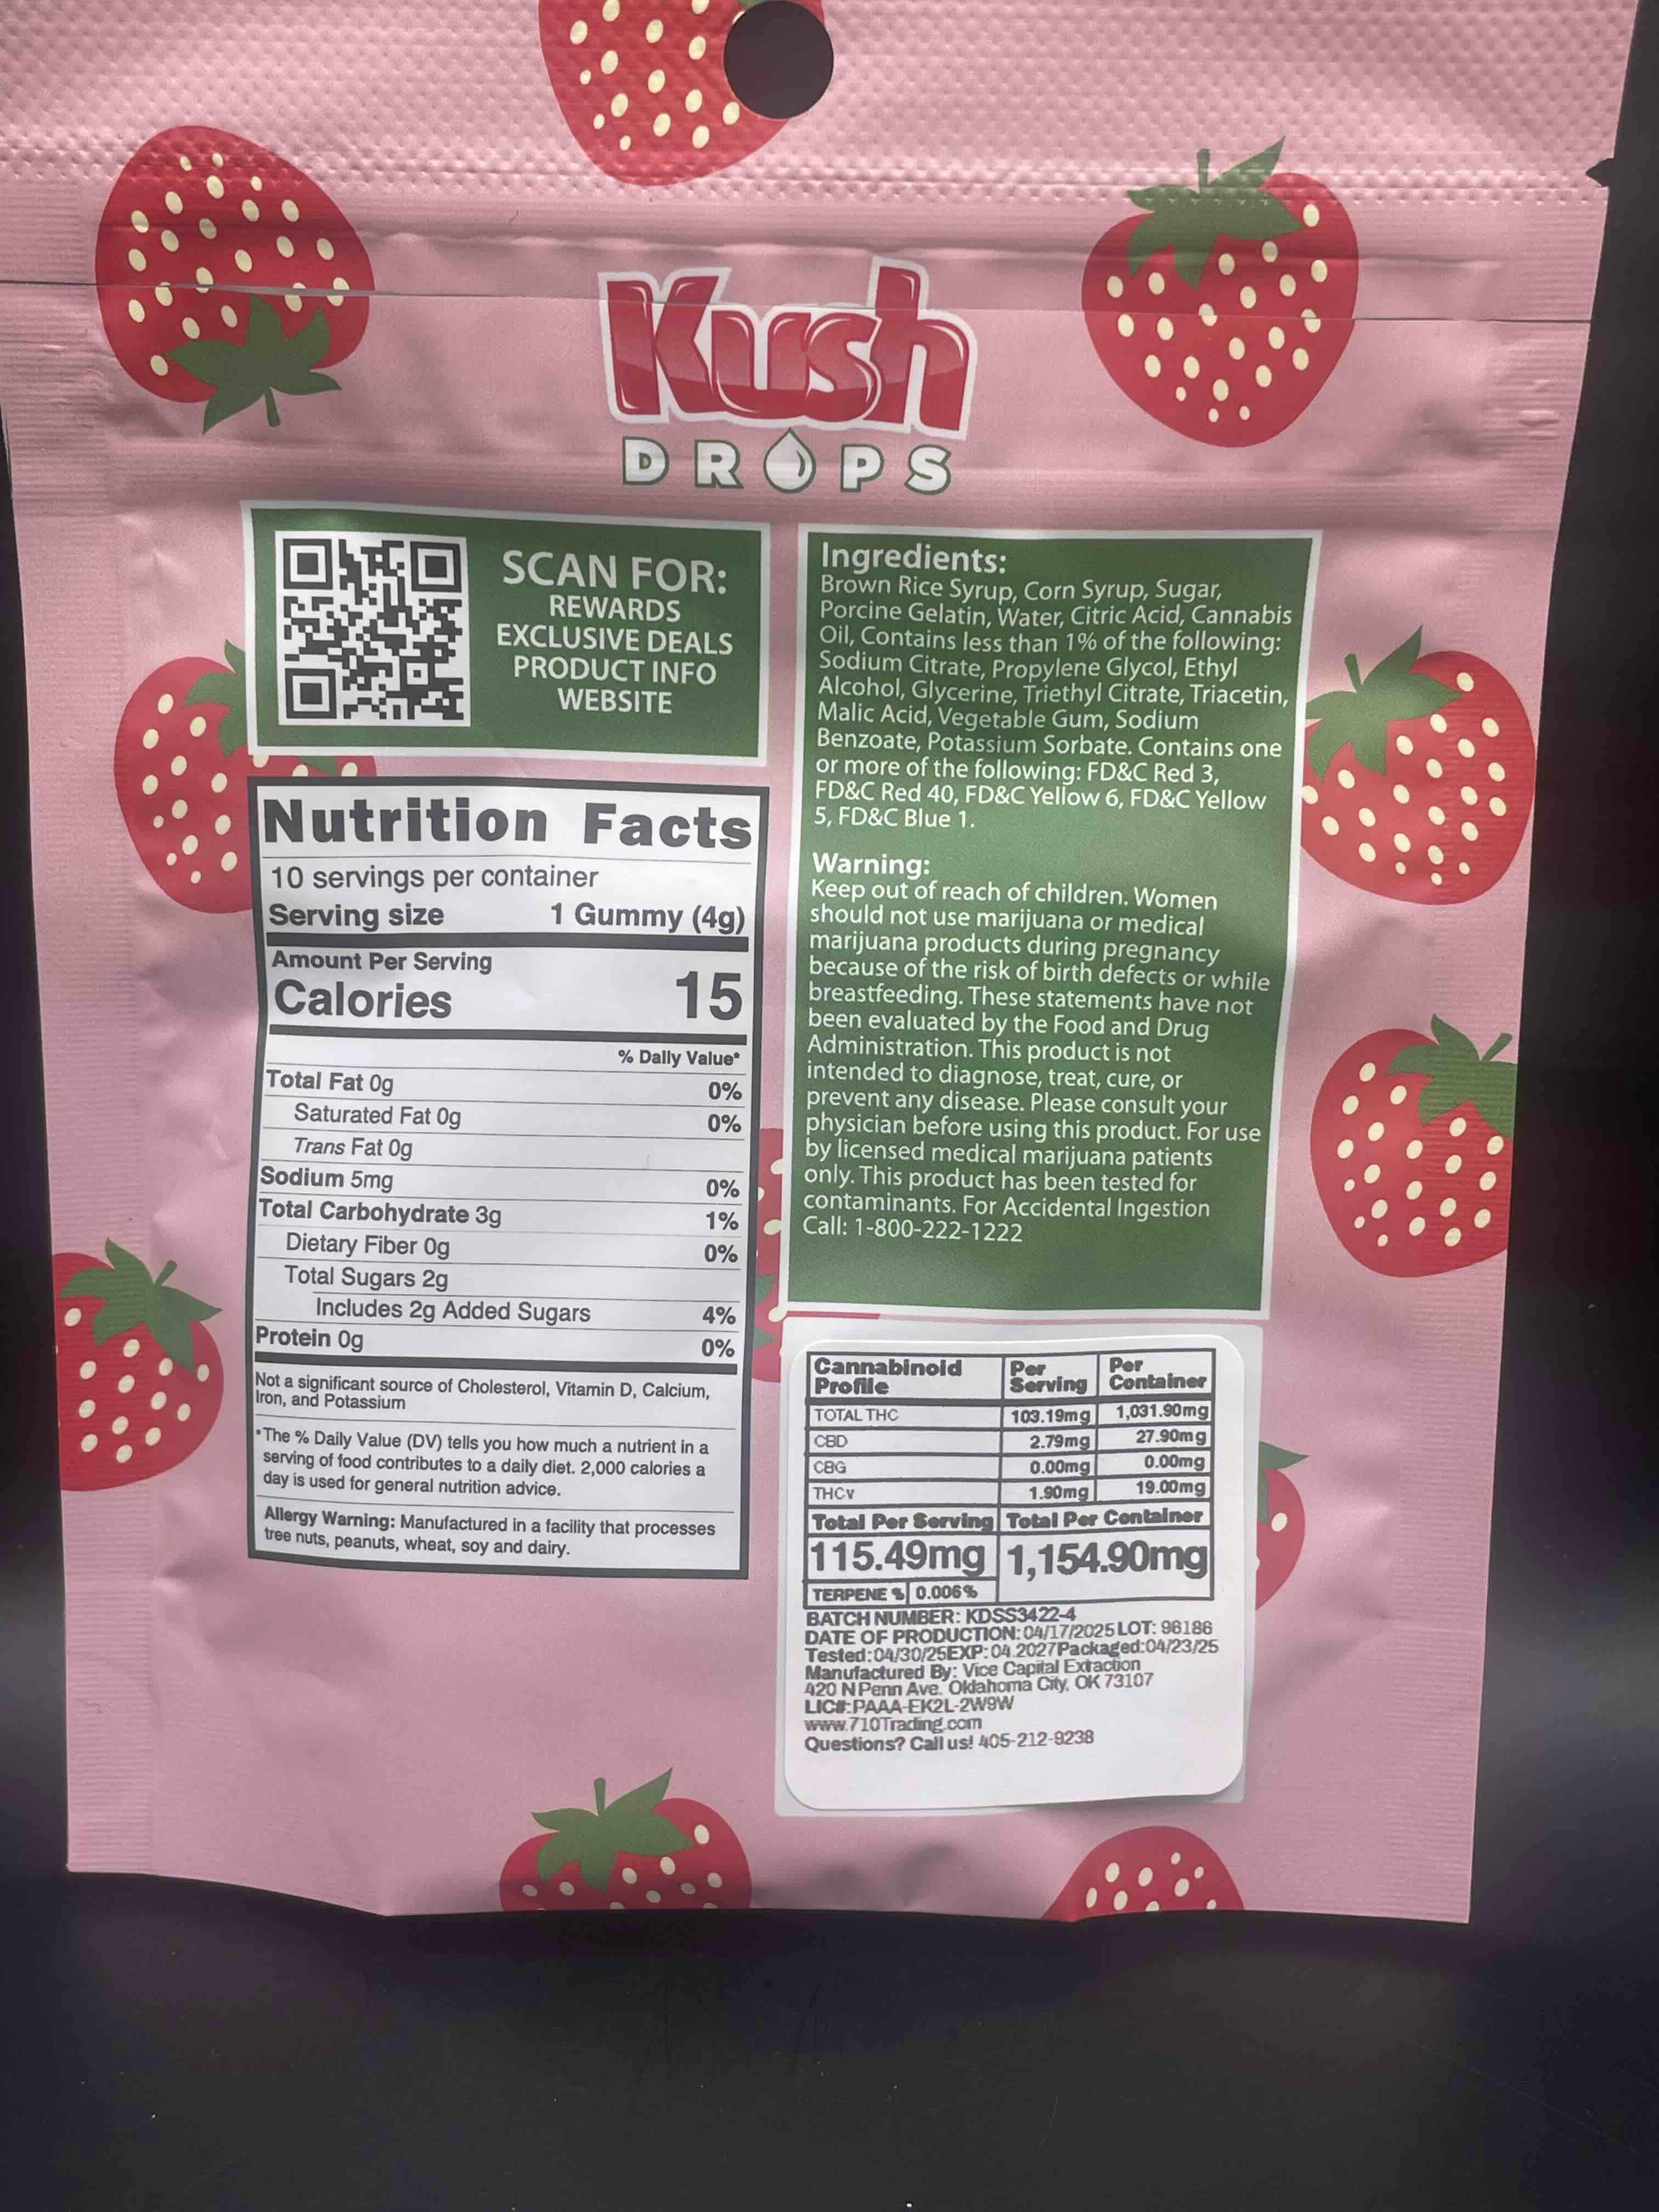 Kush
DROPS
SCAN FOR:
REWARDS
EXCLUSIVE DEALS
PRODUCT INFO
WEBSITE
Nutrition Facts
10 servings per container
Serving size 1 Gummy (4g)
Amount Per Serving
Calories 15
% Daily Value*
Total Fat 0g 0%
Saturated Fat 0g 0%
Trans Fat 0g
Sodium 5mg 0%
Total Carbohydrate 3g 1%
Dietary Fiber 0g 0%
Total Sugars 2g
Includes 2g Added Sugars 4%
Protein 0g 0%
Not a significant source of Cholesterol, Vitamin D, Calcium,
Iron, and Potassium
*The % Daily Value (DV) tells you how much a nutrient in a
serving of food contributes to a daily diet. 2,000 calories a
day is used for general nutrition advice.
Allergy Warning: Manufactured in a facility that processes
tree nuts, peanuts, wheat, soy and dairy.
Ingredients:
Brown Rice Syrup, Corn Syrup, Sugar,
Porcine Gelatin, Water, Citric Acid, Cannabis
Oil, Contains less than 1% of the following:
Sodium Citrate, Propylene Glycol, Ethyl
Alcohol, Glycerine, Triethyl Citrate, Triacetin,
Malic Acid, Vegetable Gum, Sodium
Benzoate, Potassium Sorbate. Contains one
or more of the following: FD&C Red 3,
FD&C Red 40, FD&C Yellow 6, FD&C Yellow
5, FD&C Blue 1.
Warning:
Keep out of reach of children. Women
should not use marijuana or medical
marijuana products during pregnancy
because of the risk of birth defects or while
breastfeeding. These statements have not
been evaluated by the Food and Drug
Administration. This product is not
intended to diagnose, treat, cure, or
prevent any disease. Please consult your
physician before using this product. For use
by licensed medical marijuana patients
only. This product has been tested for
contaminants. For Accidental Ingestion
Call: 1-800-222-1222
Cannabinoid Profile Per Serving Per Container
TOTAL THC 103.19mg 1,031.90mg
CBD 2.79mg 27.90mg
CBG 0.00mg 0.00mg
THCV 1.90mg 19.00mg
Total Per Serving Total Per Container
115.49mg 1,154.90mg
TERPENE % 0.006%
BATCH NUMBER: KDSS3422-4
DATE OF PRODUCTION: 04/17/2025 LOT: 96186
Tested:04/30/25EXP: 04.2027Packaged:04/23/25
Manufactured By: Vice Capital Extraction
420 N Penn Ave. Oklahoma City, OK 73107
LIC#:PAAA-EK2L-2W9W
www.710Trading.com
Questions? Call us! 405-212-9238